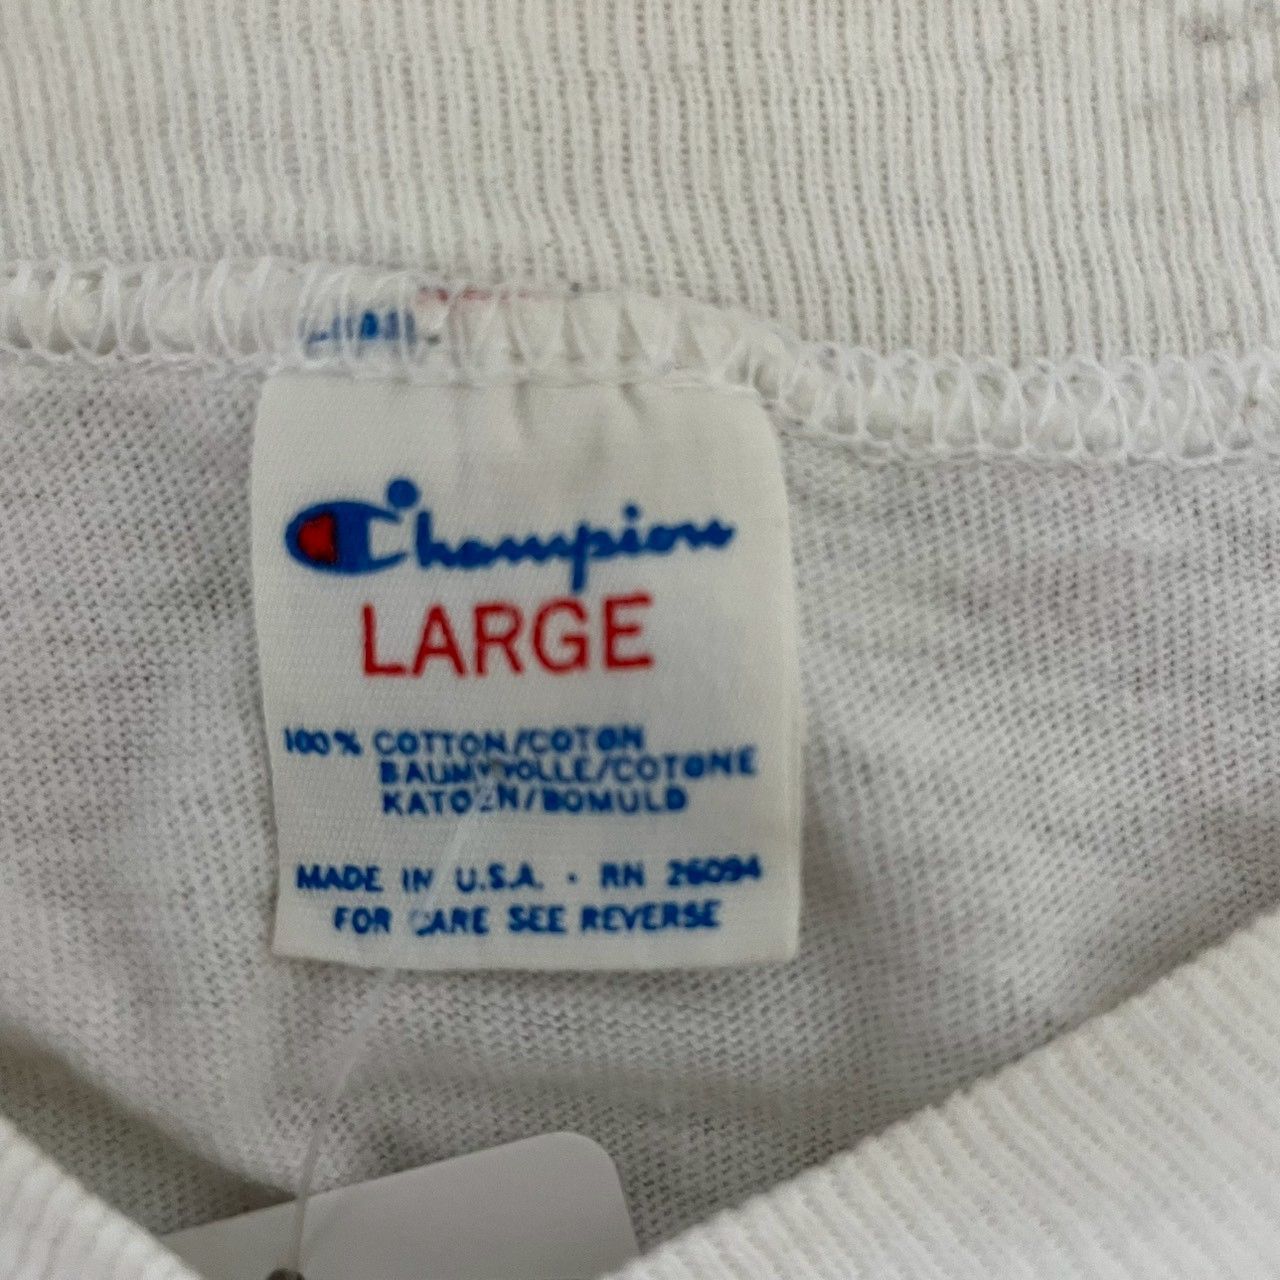 Champion
LARGE
100% COTTON/COTON
BAUMWOLLE/COTONE
KATOEN/BOMULD
MADE IN U.S.A. · RN 26094
FOR CARE SEE REVERSE